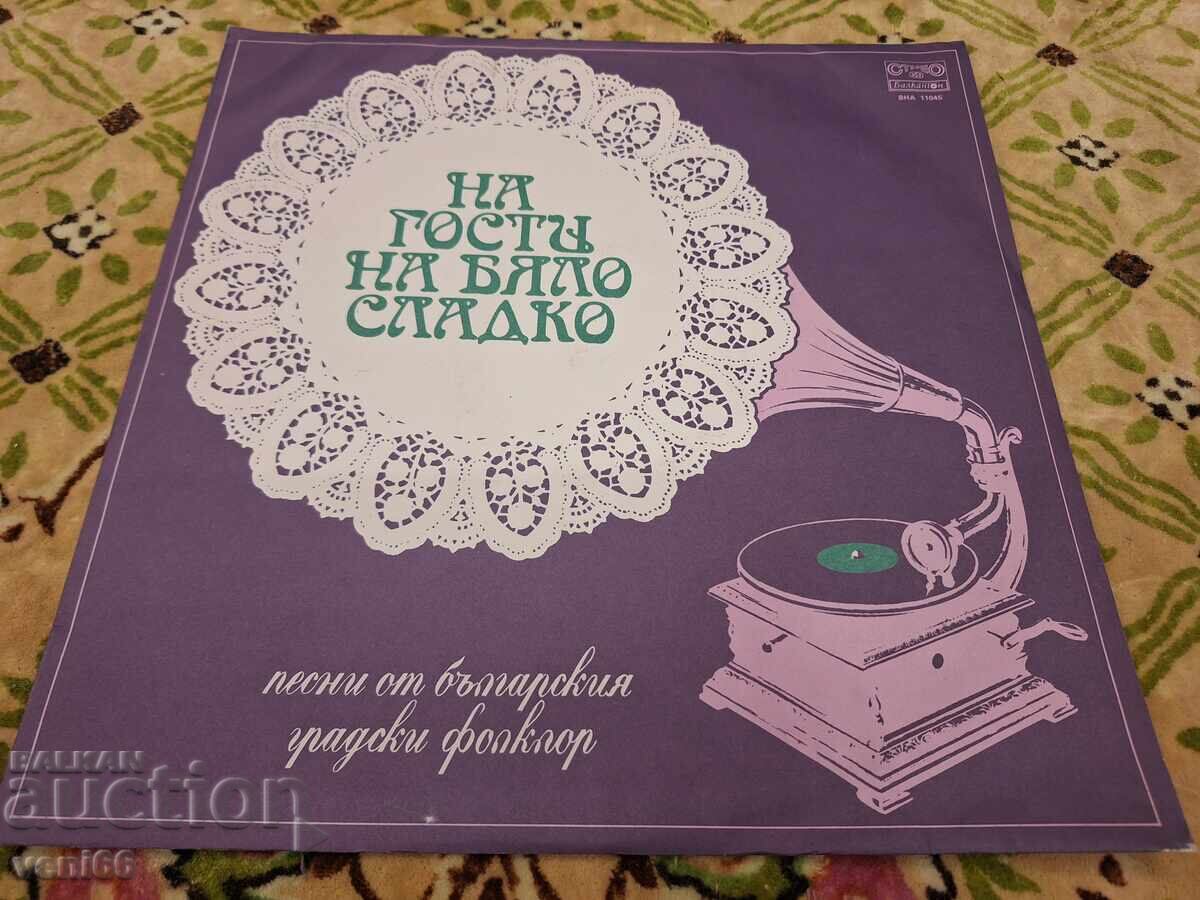 НА
ГОСТИ
НА БЯЛО
СЛАДКО
СТЕРЕО
Балкантон
ВНА 11045
песни от българския
градски фолклор
BALKAN
auction
veni66